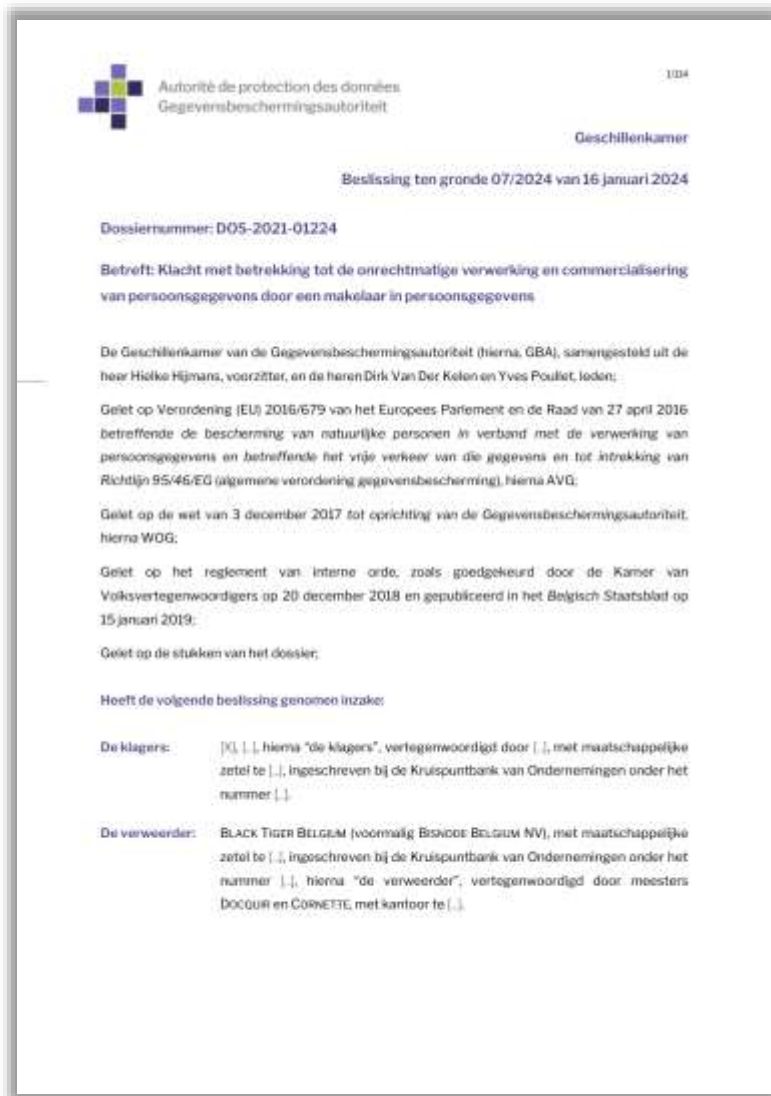 Autorité de protection des données
Gegevensbeschermingsautoriteit
Geschillenkamer
Beslissing ten gronde 07/2024 van 16 januari 2024
Dossiernummer: DOS-2021-01224
Betreft: Klacht met betrekking tot de onrechtmatige verwerking en commercialisering
van persoonsgegevens door een makelaar in persoonsgegevens
De Geschillenkamer van de Gegevensbeschermingsautoriteit (hierna, GBA), samengesteld uit de
heer Hielke Hijmans, voorzitter, en de heren Dirk Van Der Kelen en Yves Poullet, leden;
Gelet op Verordening (EU) 2016/679 van het Europees Parlement en de Raad van 27 april 2016
betreffende de bescherming van natuurlijke personen in verband met de verwerking van
persoonsgegevens en betreffende het vrije verkeer van die gegevens en tot intrekking van
Richtlijn 95/46/EG (algemene verordening gegevensbescherming), hierna AVG;
Gelet op de wet van 3 december 2017 tot oprichting van de Gegevensbeschermingsautoriteit,
hierna WOG;
Gelet op het reglement van interne orde, zoals goedgekeurd door de Kamer van
Volksvertegenwoordigers op 20 december 2018 en gepubliceerd in het Belgisch Staatsblad op
15 januari 2019;
Gelet op de stukken van het dossier;
Heeft de volgende beslissing genomen inzake:
De klagers: [X], [..], hierna "de klagers", vertegenwoordigd door [..], met maatschappelijke
zetel te [..], ingeschreven bij de Kruispuntbank van Ondernemingen onder het
nummer [..].
De verweerder: BLACK TIGER BELGIUM (voormalig BISNODE BELGIUM NV), met maatschappelijke
zetel te [..], ingeschreven bij de Kruispuntbank van Ondernemingen onder het
nummer [..], hierna "de verweerder", vertegenwoordigd door meesters
DOCQUIR en CORNETTE, met kantoor te [..].